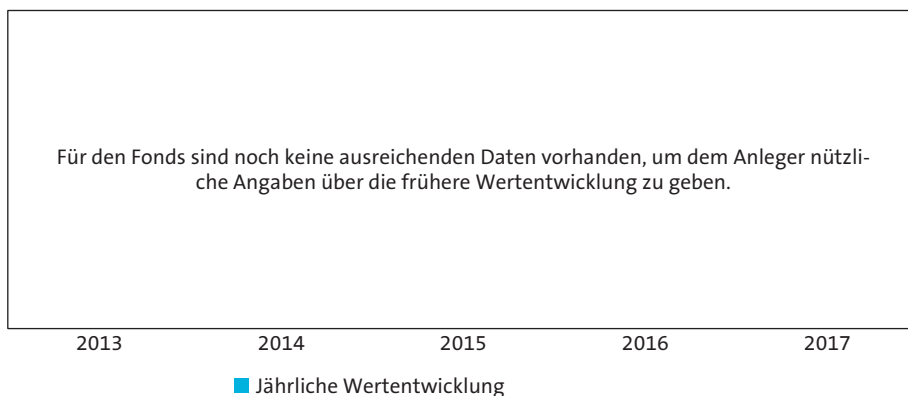 Für den Fonds sind noch keine ausreichenden Daten vorhanden, um dem Anleger nützli-
che Angaben über die frühere Wertentwicklung zu geben.
2013 2014 2015 2016 2017
Jährliche Wertentwicklung